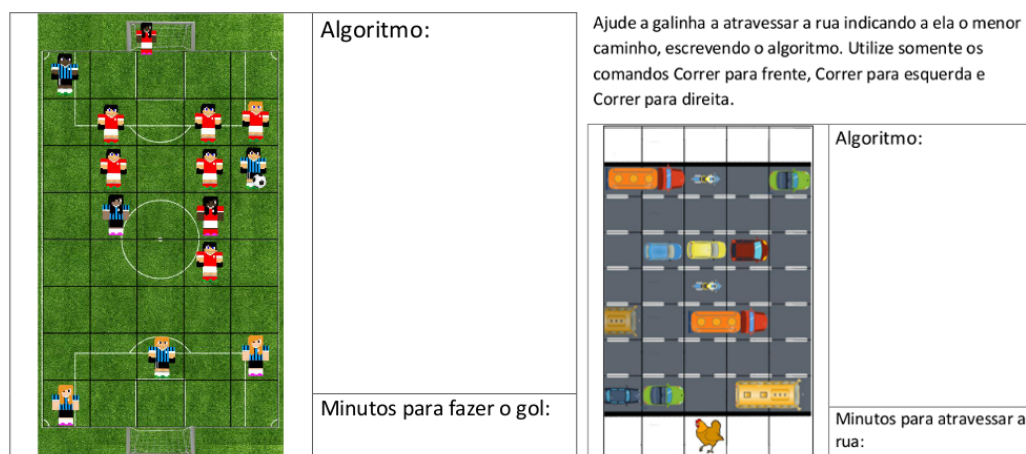 Algoritmo:
Minutos para fazer o gol:
Ajude a galinha a atravessar a rua indicando a ela o menor
caminho, escrevendo o algoritmo. Utilize somente os
comandos Correr para frente, Correr para esquerda e
Correr para direita.
Algoritmo:
Minutos para atravessar a
rua: